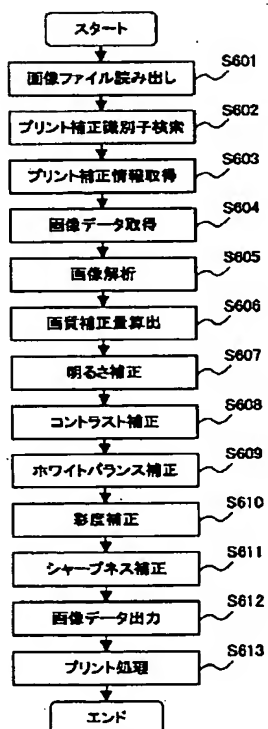 スタート
S601
画像ファイル読み出し
S602
プリント補正識別子検索
S603
プリント補正情報取得
S604
画像データ取得
S605
画像解析
S606
画質補正量算出
S607
明るさ補正
S608
コントラスト補正
S609
ホワイトバランス補正
S610
彩度補正
S611
シャープネス補正
S612
画像データ出力
S613
プリント処理
エンド